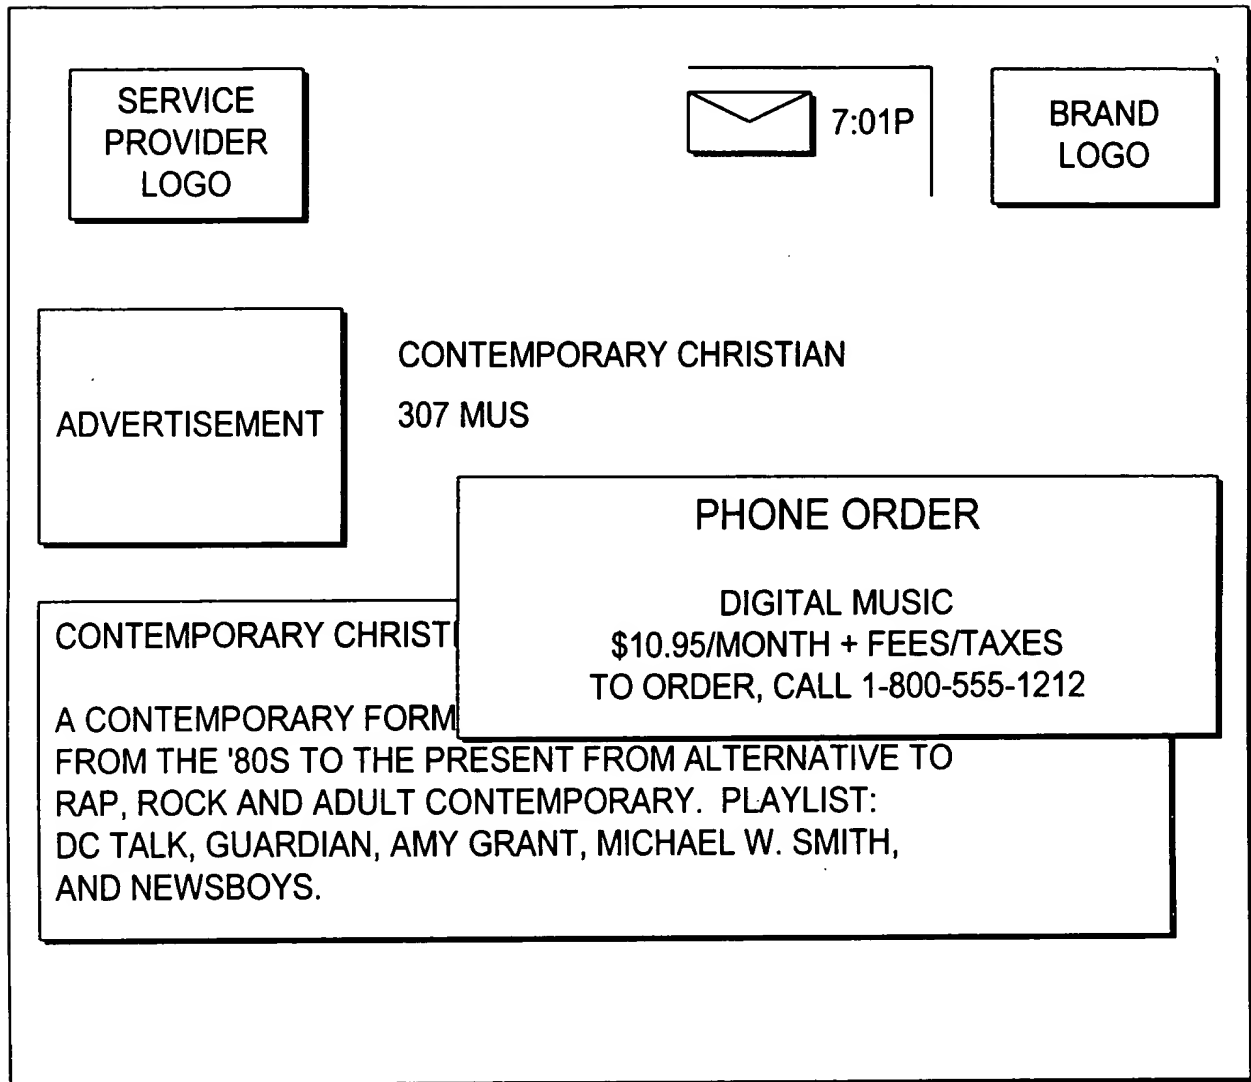 SERVICE
PROVIDER
LOGO
7:01P
BRAND
LOGO
ADVERTISEMENT
CONTEMPORARY CHRISTIAN
307 MUS
PHONE ORDER
DIGITAL MUSIC
$10.95/MONTH + FEES/TAXES
TO ORDER, CALL 1-800-555-1212
CONTEMPORARY CHRISTI
A CONTEMPORARY FORM
FROM THE '80S TO THE PRESENT FROM ALTERNATIVE TO
RAP, ROCK AND ADULT CONTEMPORARY. PLAYLIST:
DC TALK, GUARDIAN, AMY GRANT, MICHAEL W. SMITH,
AND NEWSBOYS.